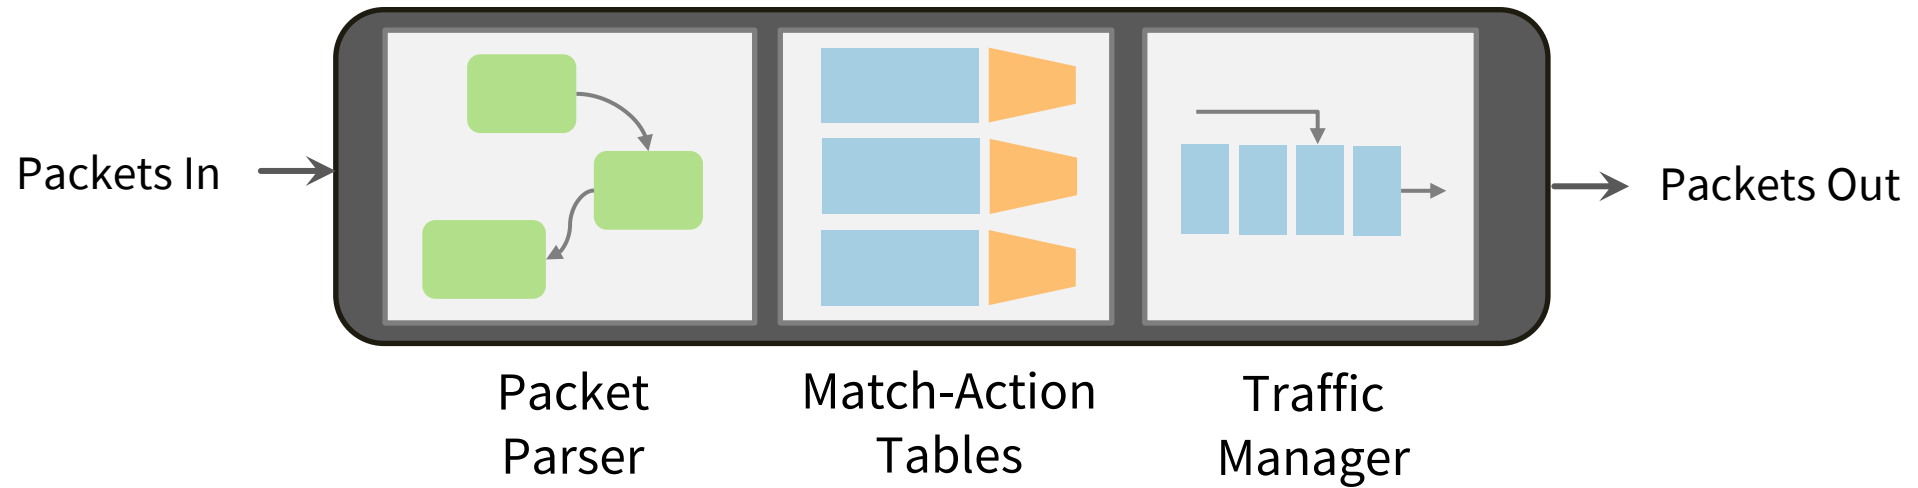 Packets In
Packets Out
Packet
Parser
Match-Action
Tables
Traffic
Manager